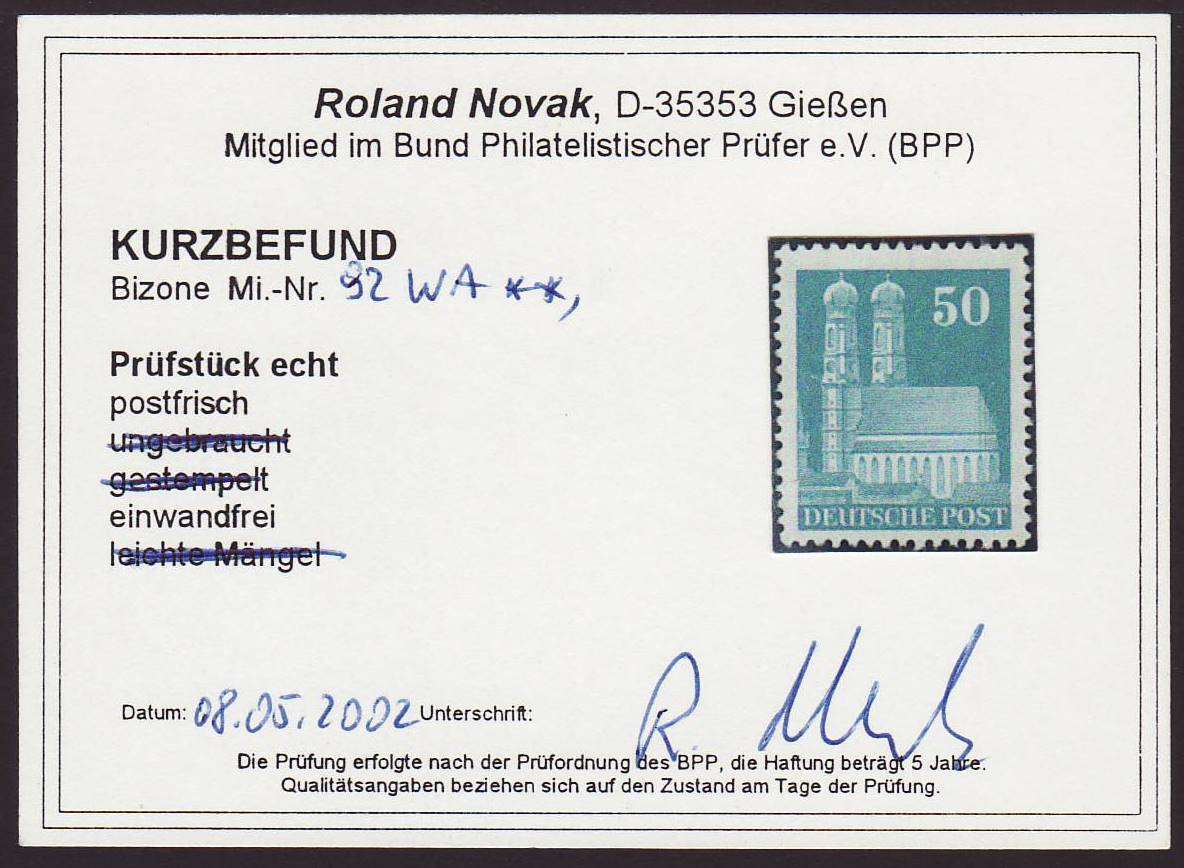 Roland Novak, D-35353 Gießen
Mitglied im Bund Philatelistischer Prüfer e.V. (BPP)
KURZBEFUND
Bizone Mi.-Nr. 92 WA **,
Prüfstück echt
postfrisch
ungebraucht
gestempelt
einwandfrei
leichte Mängel
50
DEUTSCHE POST
Datum: 08.05.2002 Unterschrift: R. Novak
Die Prüfung erfolgte nach der Prüfordnung des BPP, die Haftung beträgt 5 Jahre.
Qualitätsangaben beziehen sich auf den Zustand am Tage der Prüfung.